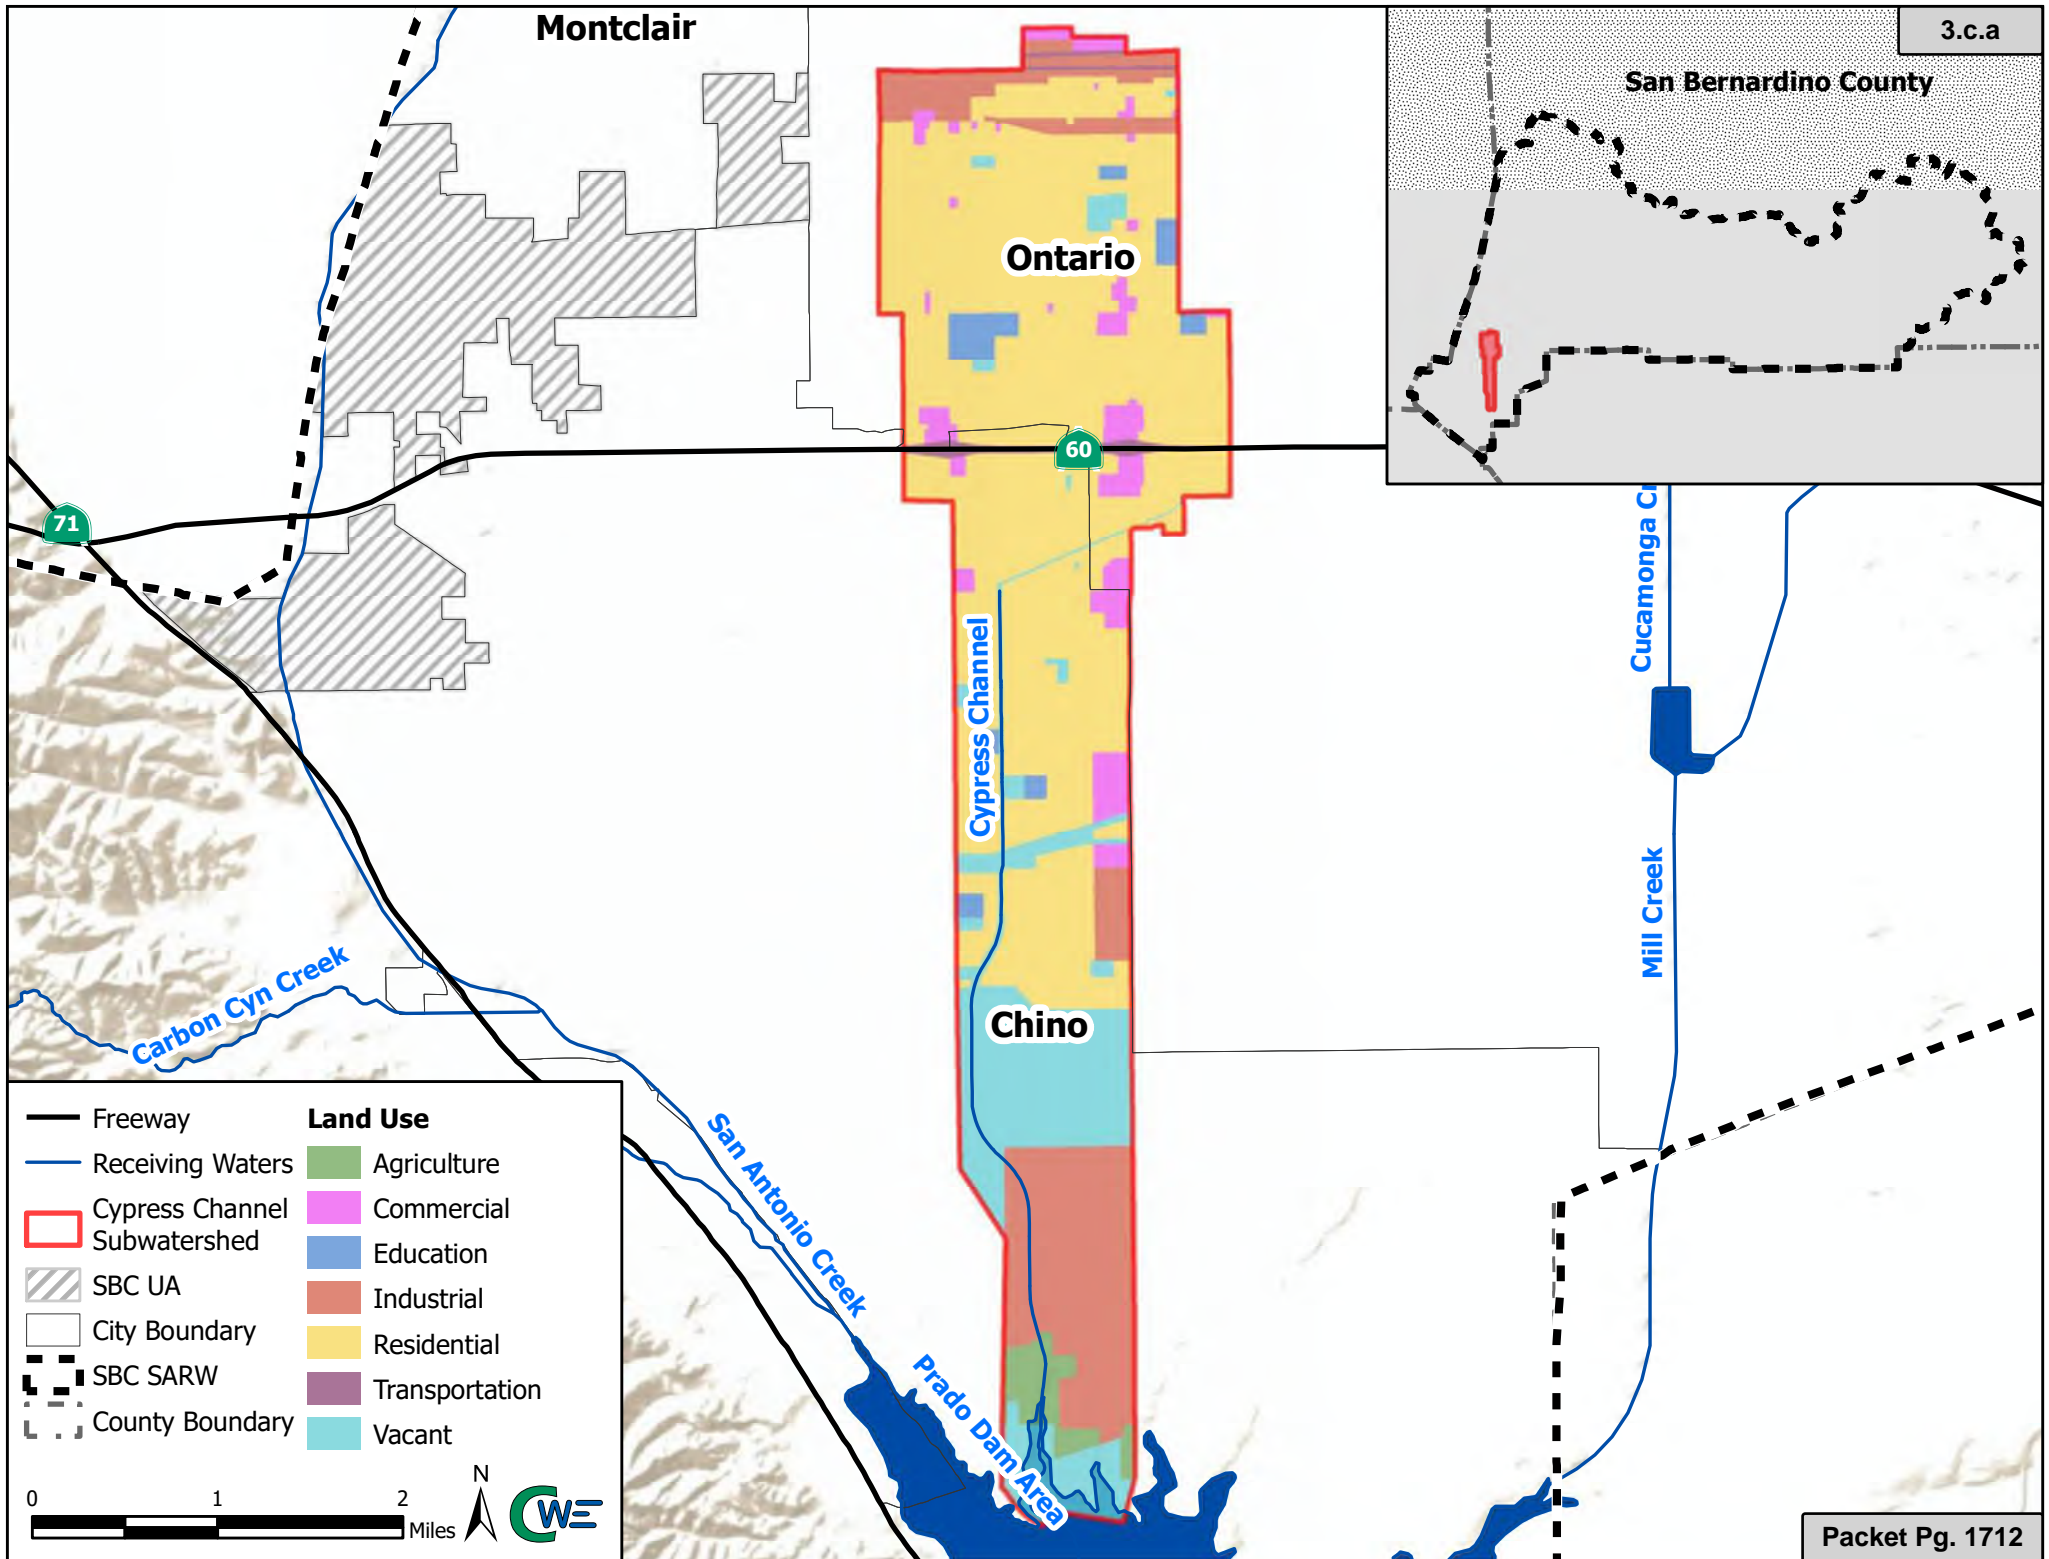 Montclair
3.c.a
San Bernardino County
Ontario
60
71
Cucamonga Cr
Cypress Channel
Mill Creek
Carbon Cyn Creek
Chino
San Antonio Creek
Prado Dam Area
Freeway
Receiving Waters
Cypress Channel
Subwatershed
SBC UA
City Boundary
SBC SARW
County Boundary
Land Use
Agriculture
Commercial
Education
Industrial
Residential
Transportation
Vacant
0 1 2
Miles
N
CWE
Packet Pg. 1712